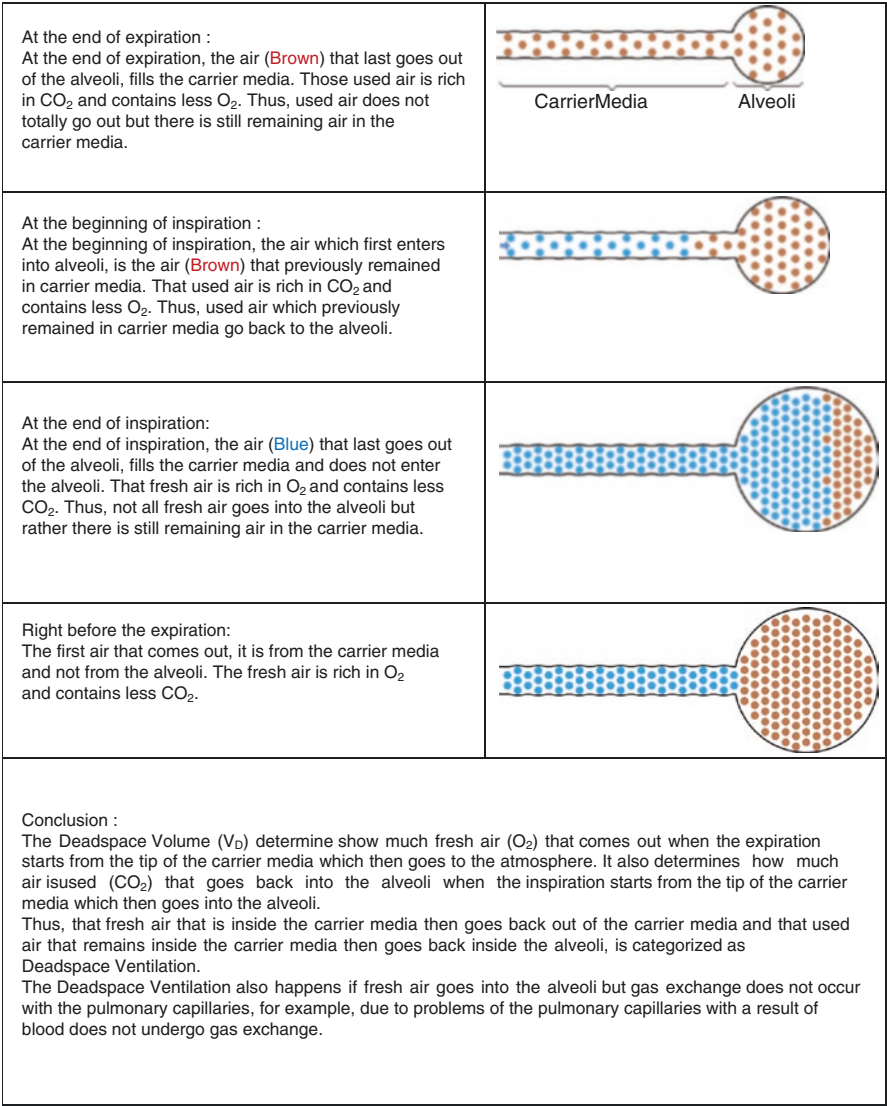 At the end of expiration :
At the end of expiration, the air (Brown) that last goes out
of the alveoli, fills the carrier media. Those used air is rich
in CO₂ and contains less O₂. Thus, used air does not
totally go out but there is still remaining air in the
carrier media.
CarrierMedia
Alveoli
At the beginning of inspiration :
At the beginning of inspiration, the air which first enters
into alveoli, is the air (Brown) that previously remained
in carrier media. That used air is rich in CO₂ and
contains less O₂. Thus, used air which previously
remained in carrier media go back to the alveoli.
At the end of inspiration:
At the end of inspiration, the air (Blue) that last goes out
of the alveoli, fills the carrier media and does not enter
the alveoli. That fresh air is rich in O₂ and contains less
CO₂. Thus, not all fresh air goes into the alveoli but
rather there is still remaining air in the carrier media.
Right before the expiration:
The first air that comes out, it is from the carrier media
and not from the alveoli. The fresh air is rich in O₂
and contains less CO₂.
Conclusion :
The Deadspace Volume (V_D) determine show much fresh air (O₂) that comes out when the expiration
starts from the tip of the carrier media which then goes to the atmosphere. It also determines how much
air isused (CO₂) that goes back into the alveoli when the inspiration starts from the tip of the carrier
media which then goes into the alveoli.
Thus, that fresh air that is inside the carrier media then goes back out of the carrier media and that used
air that remains inside the carrier media then goes back inside the alveoli, is categorized as
Deadspace Ventilation.
The Deadspace Ventilation also happens if fresh air goes into the alveoli but gas exchange does not occur
with the pulmonary capillaries, for example, due to problems of the pulmonary capillaries with a result of
blood does not undergo gas exchange.